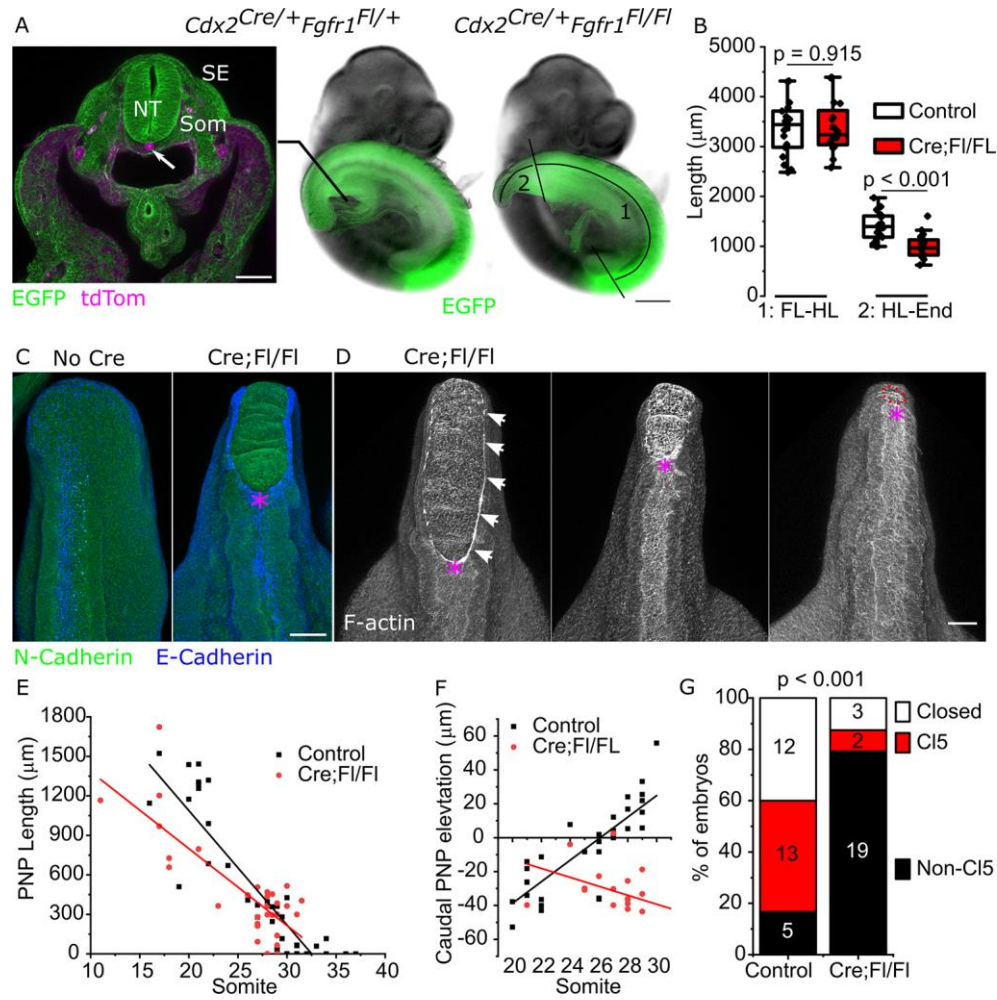 A
Cdx2Cre/+Fgfr1Fl/+
Cdx2Cre/+Fgfr1Fl/Fl
SE
NT
Som
EGFP tdTom
2
1
EGFP
B
5000
4000
3000
2000
1000
0
Length (μm)
p = 0.915
Control
Cre;Fl/FL
p < 0.001
1: FL-HL
2: HL-End
C
No Cre
Cre;Fl/Fl
N-Cadherin
E-Cadherin
D
Cre;Fl/Fl
F-actin
E
1800
1500
1200
900
600
300
0
PNP Length (μm)
Control
Cre;Fl/Fl
10 15 20 25 30 35 40
Somite
F
Control
Cre;Fl/FL
80
60
40
20
0
-20
-40
-60
Caudal PNP elevtation (μm)
20 22 24 26 28 30
Somite
G
p < 0.001
100
80
60
40
20
0
% of embroys
12
13
5
3
2
19
Closed
Cl5
Non-Cl5
Control
Cre;Fl/Fl